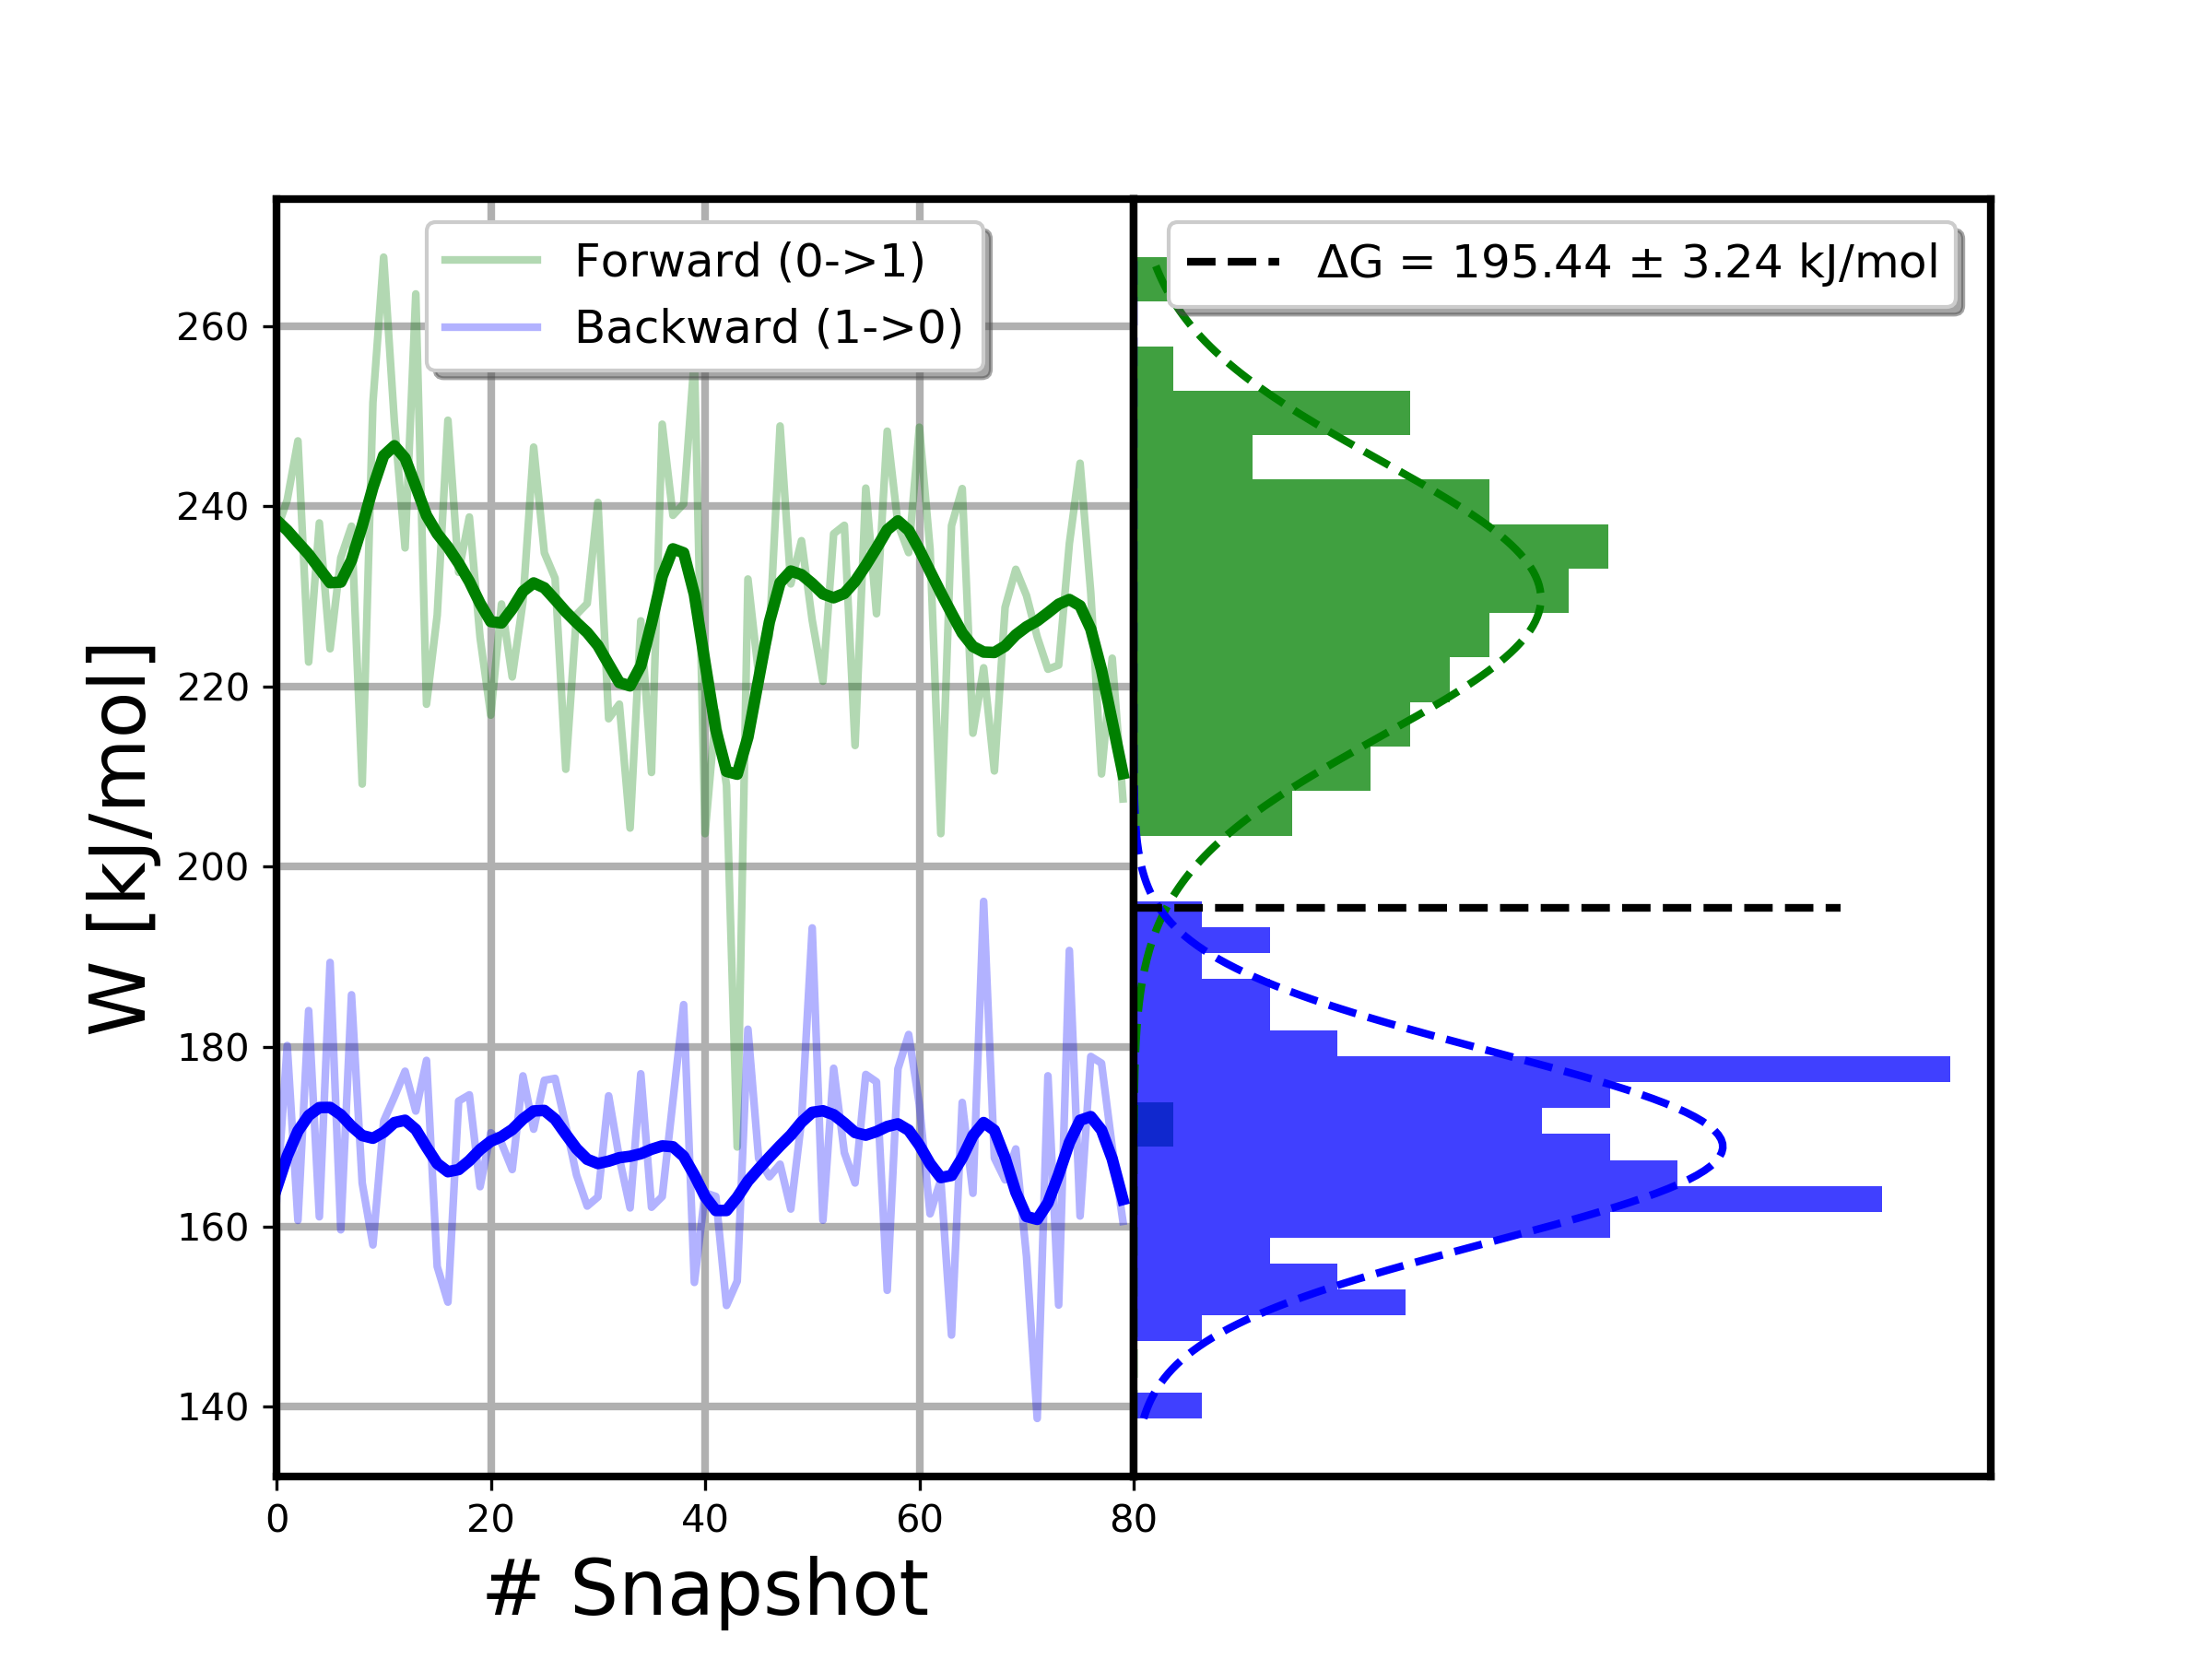 Forward (0->1)
Backward (1->0)
ΔG = 195.44 ± 3.24 kJ/mol
W [kJ/mol]
260
240
220
200
180
160
140
0 20 40 60 80
# Snapshot